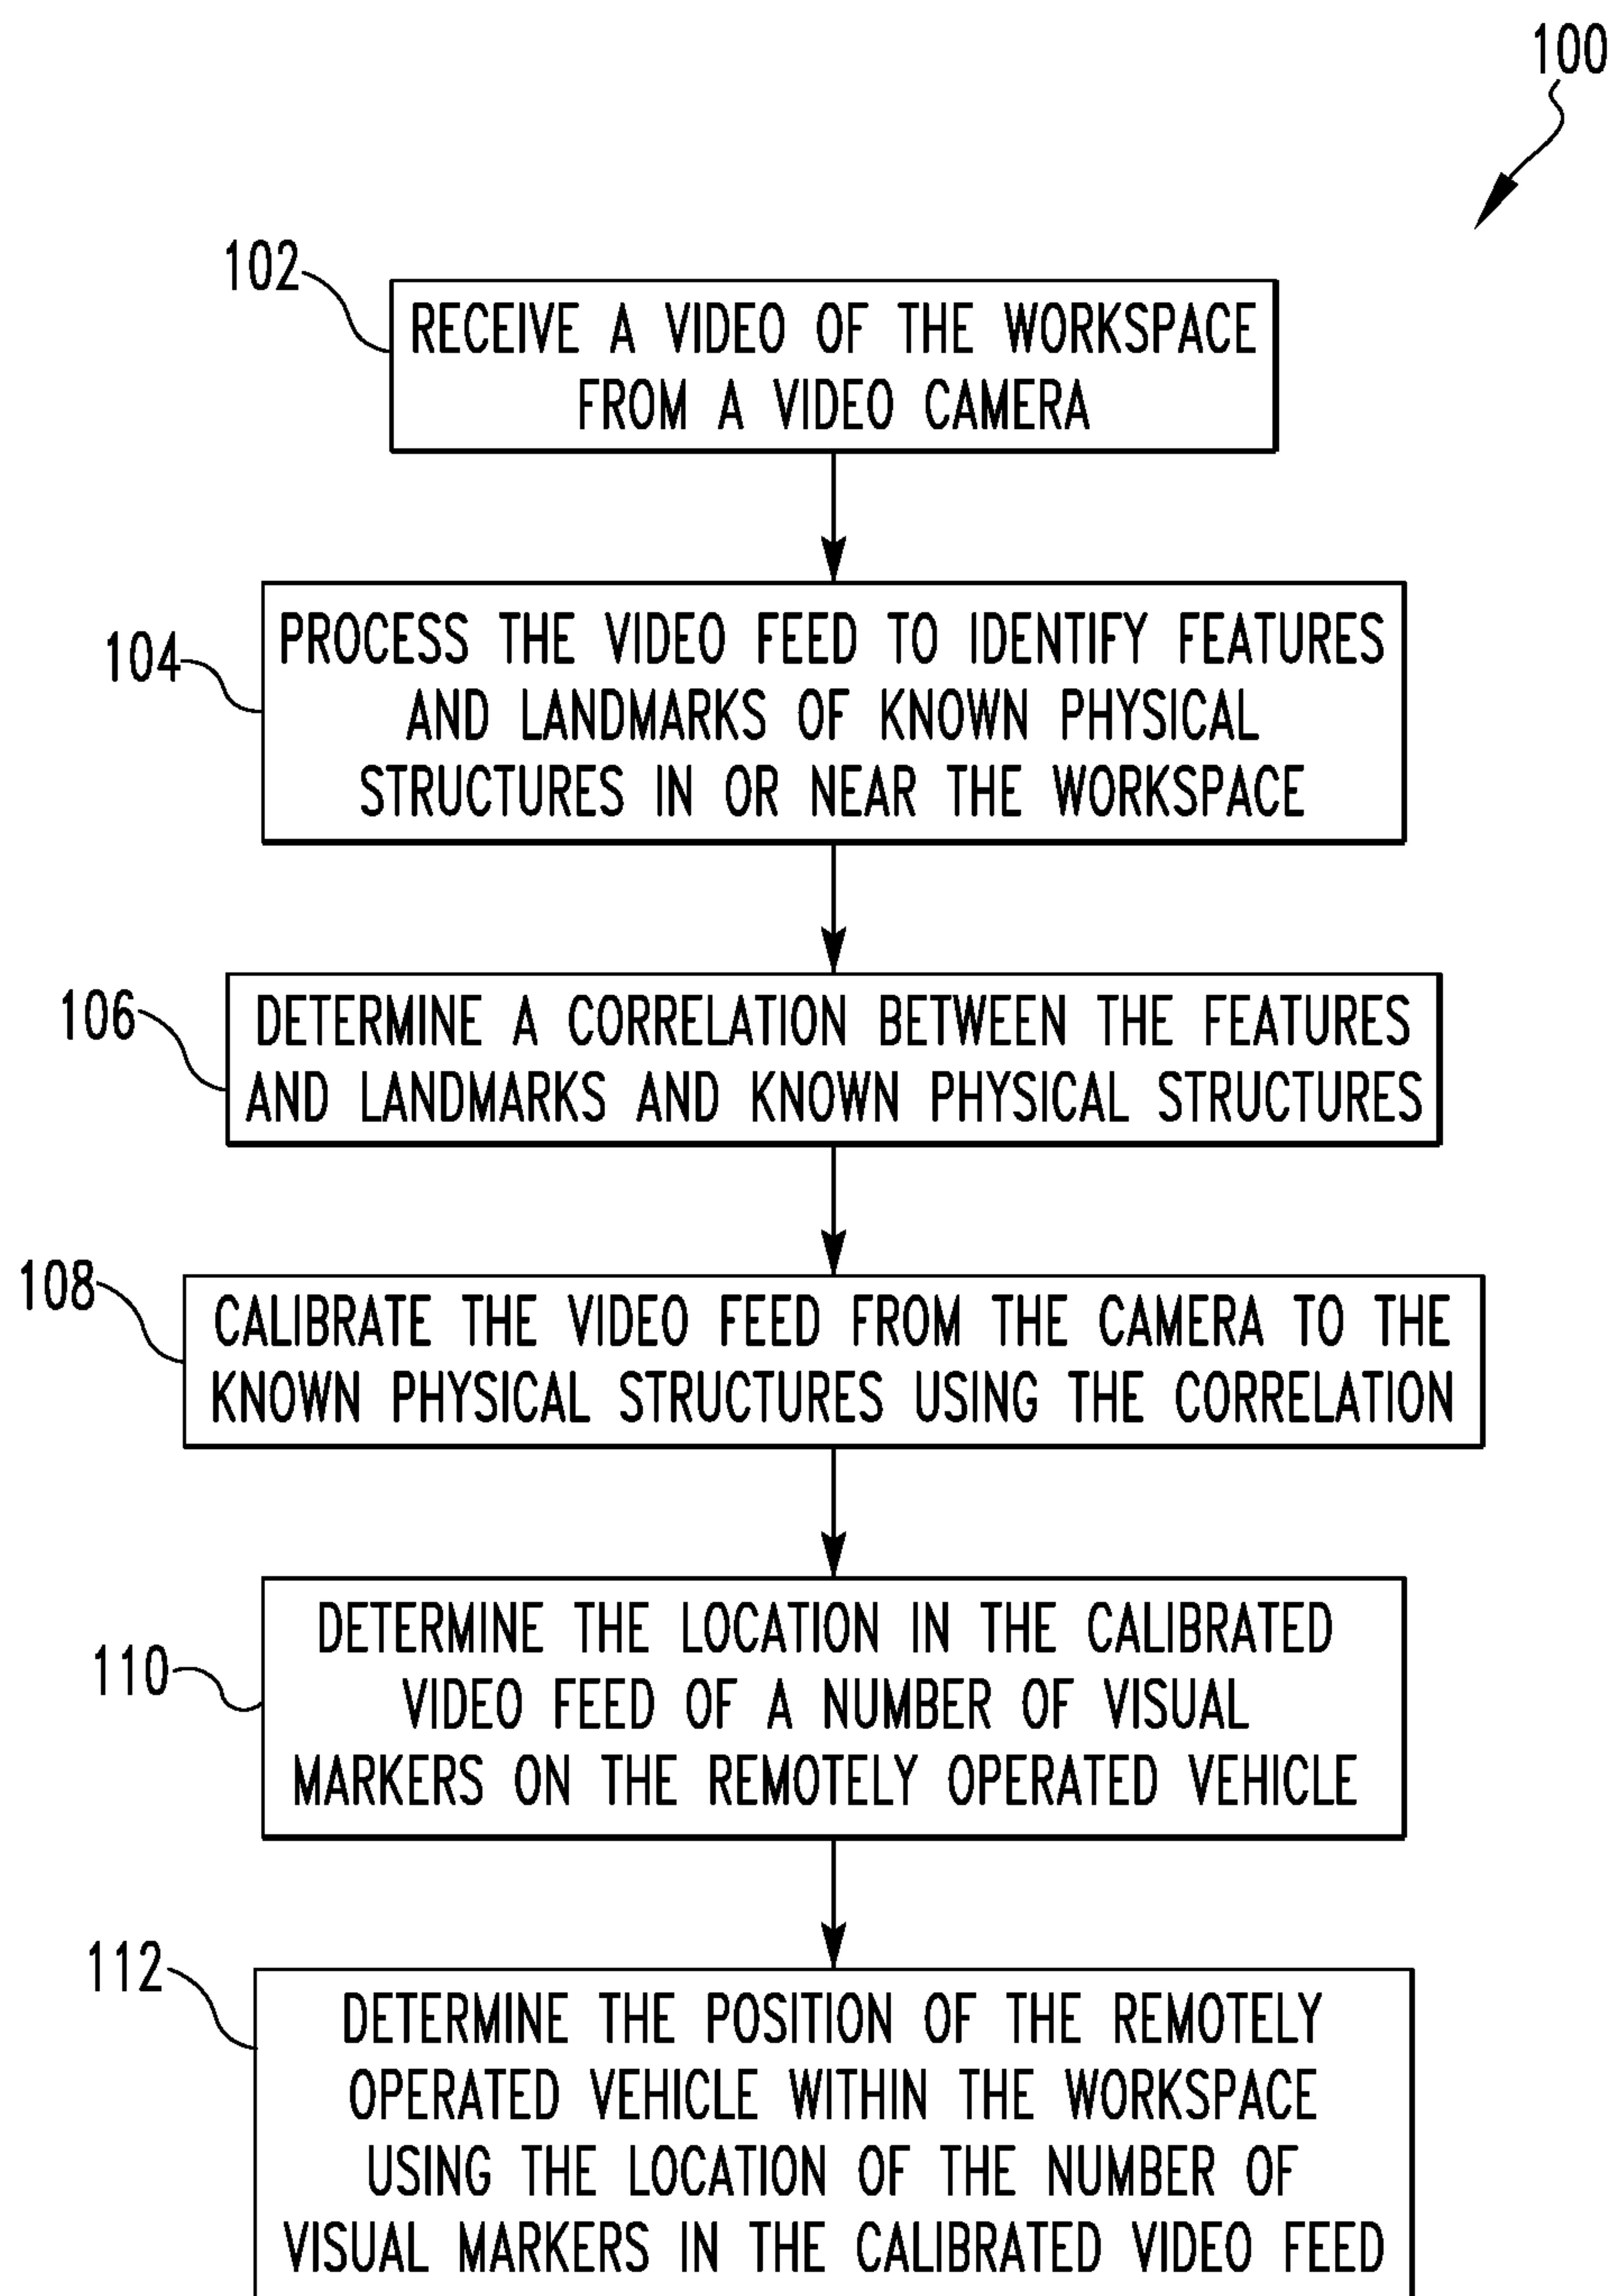 100
102
RECEIVE A VIDEO OF THE WORKSPACE
FROM A VIDEO CAMERA
104
PROCESS THE VIDEO FEED TO IDENTIFY FEATURES
AND LANDMARKS OF KNOWN PHYSICAL
STRUCTURES IN OR NEAR THE WORKSPACE
106
DETERMINE A CORRELATION BETWEEN THE FEATURES
AND LANDMARKS AND KNOWN PHYSICAL STRUCTURES
108
CALIBRATE THE VIDEO FEED FROM THE CAMERA TO THE
KNOWN PHYSICAL STRUCTURES USING THE CORRELATION
110
DETERMINE THE LOCATION IN THE CALIBRATED
VIDEO FEED OF A NUMBER OF VISUAL
MARKERS ON THE REMOTELY OPERATED VEHICLE
112
DETERMINE THE POSITION OF THE REMOTELY
OPERATED VEHICLE WITHIN THE WORKSPACE
USING THE LOCATION OF THE NUMBER OF
VISUAL MARKERS IN THE CALIBRATED VIDEO FEED